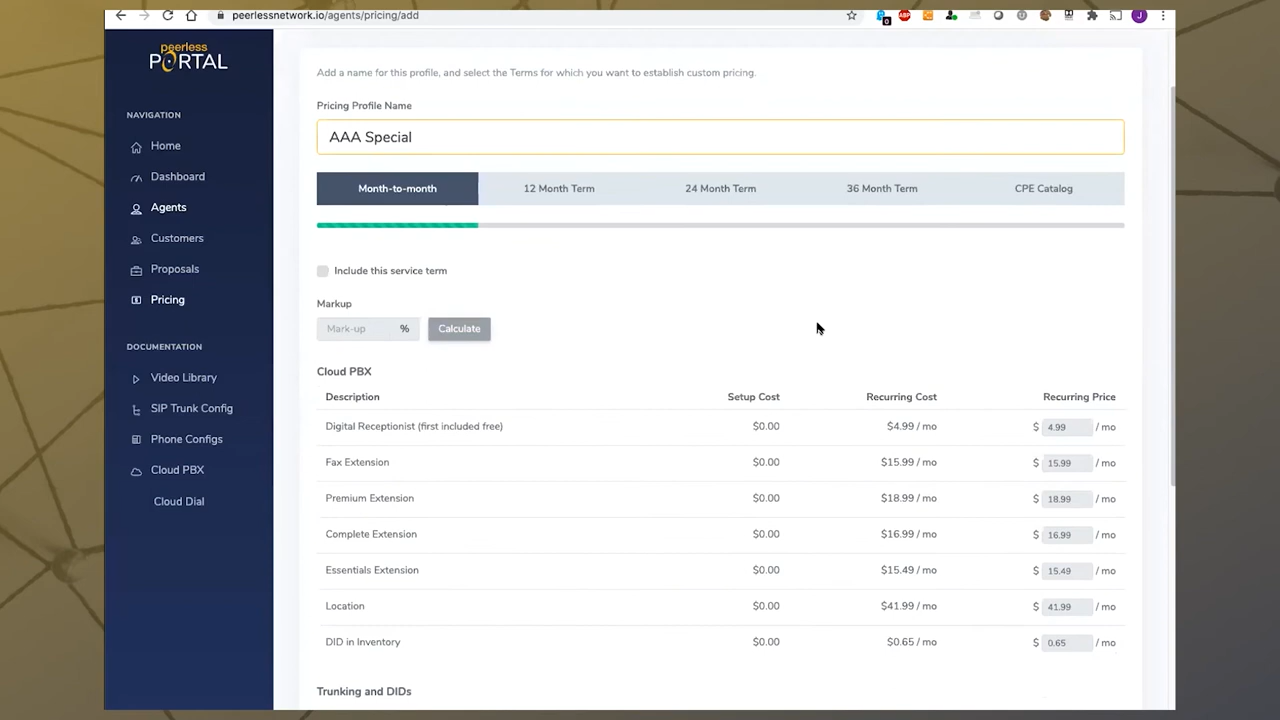 peerlessnetwork.io/agents/pricing/add
ABP
0
J
peerless
PORTAL
NAVIGATION
Home
Dashboard
Agents
Customers
Proposals
Pricing
DOCUMENTATION
Video Library
SIP Trunk Config
Phone Configs
Cloud PBX
Cloud Dial
Add a name for this profile, and select the Terms for which you want to establish custom pricing.
Pricing Profile Name
AAA Special
Month-to-month 12 Month Term 24 Month Term 36 Month Term CPE Catalog
Include this service term
Markup
Mark-up % Calculate
Cloud PBX
Description Setup Cost Recurring Cost Recurring Price
Digital Receptionist (first included free) $0.00 $4.99 / mo $ 4.99 / mo
Fax Extension $0.00 $15.99 / mo $ 15.99 / mo
Premium Extension $0.00 $18.99 / mo $ 18.99 / mo
Complete Extension $0.00 $16.99 / mo $ 16.99 / mo
Essentials Extension $0.00 $15.49 / mo $ 15.49 / mo
Location $0.00 $41.99 / mo $ 41.99 / mo
DID in Inventory $0.00 $0.65 / mo $ 0.65 / mo
Trunking and DIDs